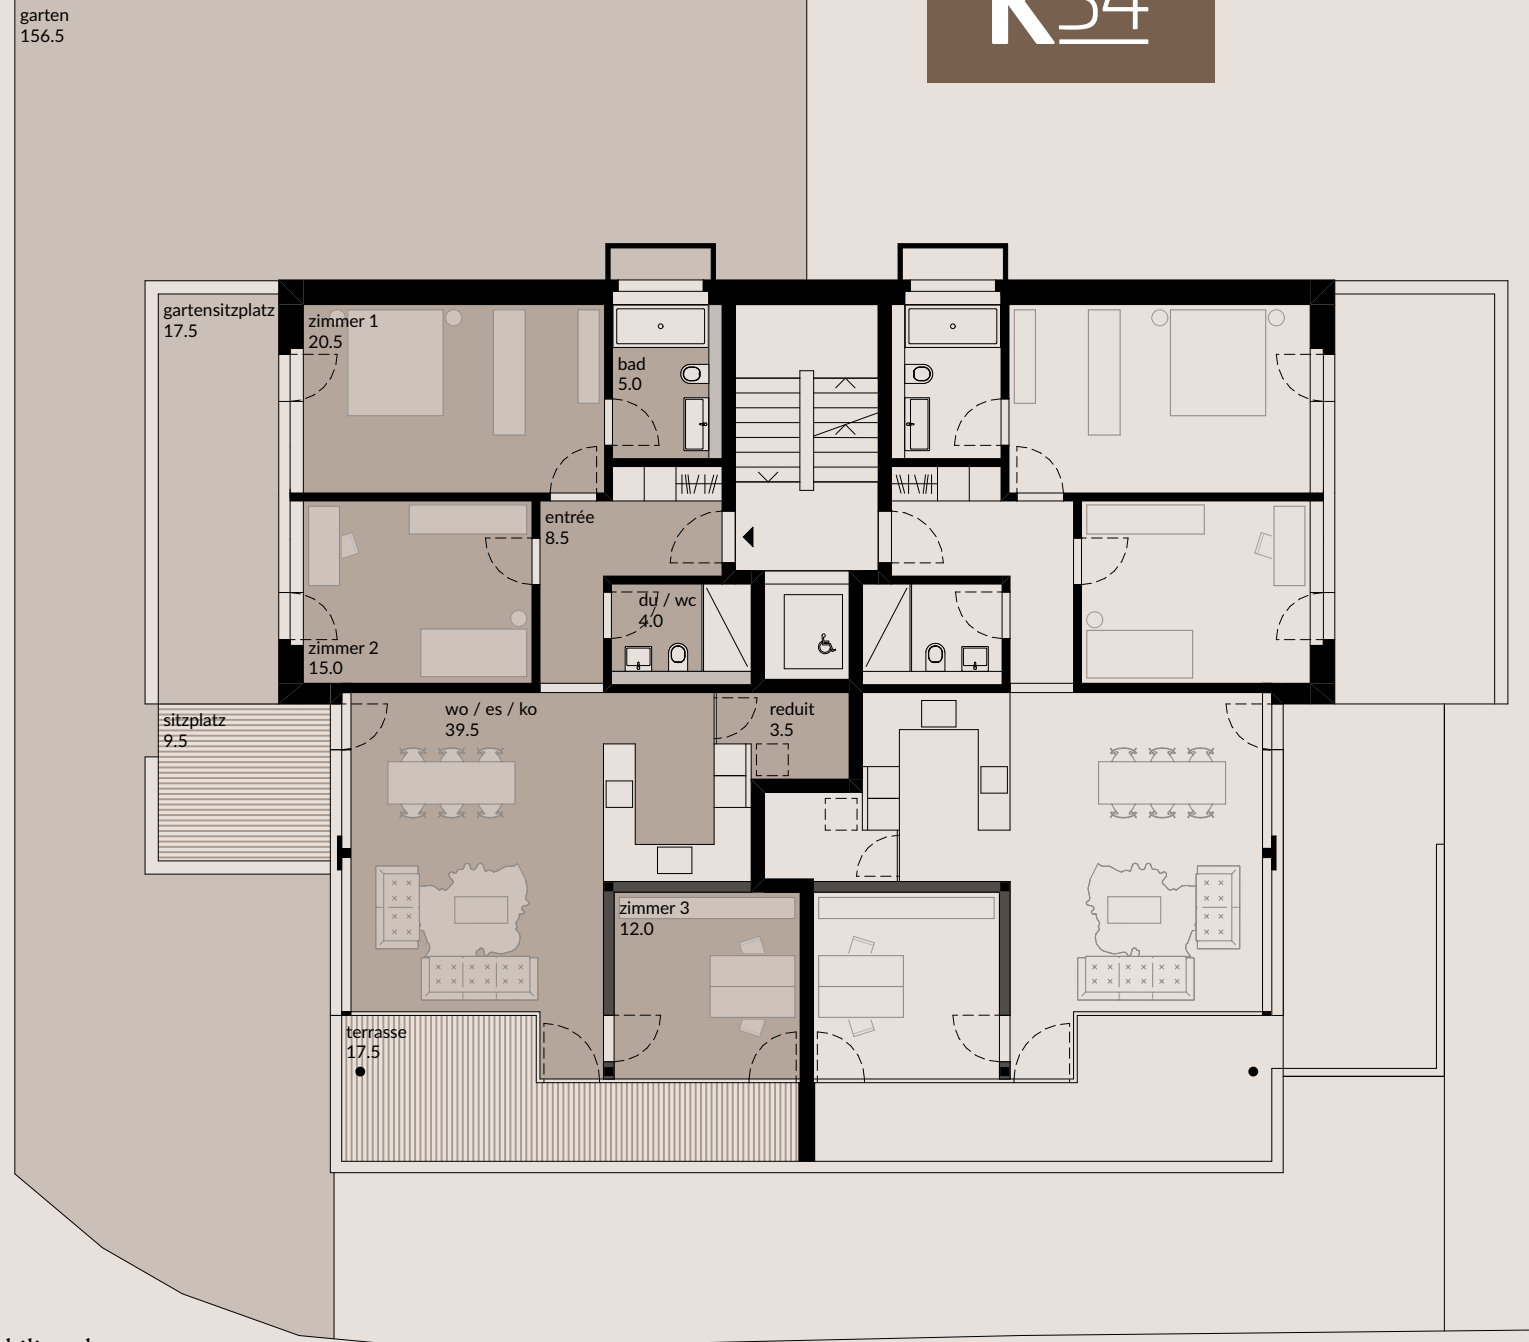 garten
156.5
K34
gartensitzplatz
17.5
zimmer 1
20.5
bad
5.0
entrée
8.5
du / wc
4.0
zimmer 2
15.0
sitzplatz
9.5
wo / es / ko
39.5
reduit
3.5
zimmer 3
12.0
terrasse
17.5